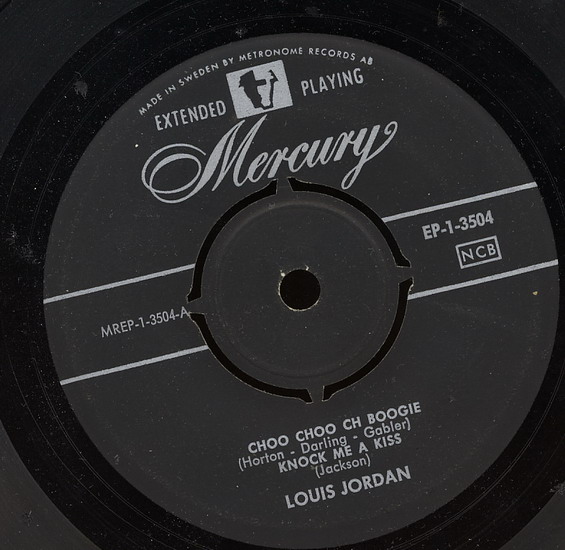 MADE IN SWEDEN BY METRONOME RECORDS AB
EXTENDED PLAYING
Mercury
EP-1-3504
NCB
MREP-1-3504-A
CHOO CHOO CH BOOGIE
(Horton - Darling - Gabler)
KNOCK ME A KISS
(Jackson)
LOUIS JORDAN